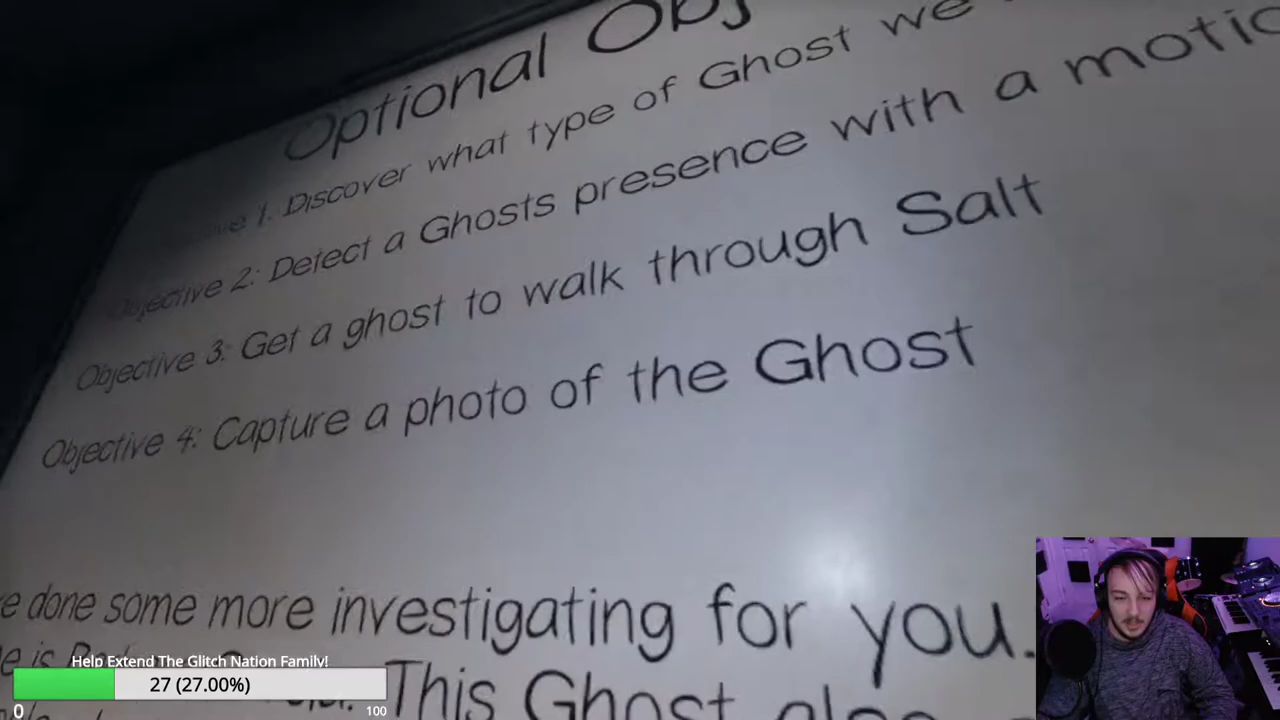 Optional Obj
1. Discover what type of Ghost we
Objective 2: Detect a Ghosts presence with a motio
Objective 3: Get a ghost to walk through Salt
Objective 4: Capture a photo of the Ghost
e done some more investigating for you.
e is
This Ghost also
Help Extend The Glitch Nation Family!
27 (27.00%)
0
100